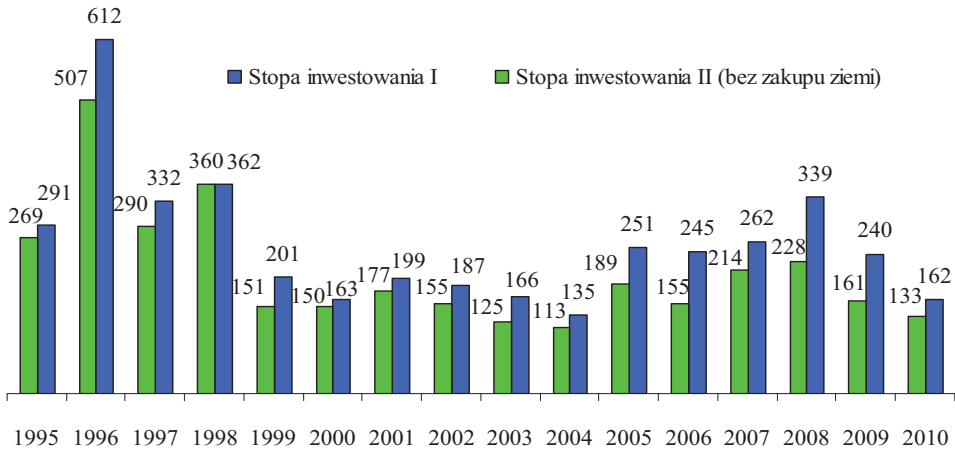 612
507
Stopa inwestowania I
Stopa inwestowania II (bez zakupu ziemi)
269 291 290 332 360 362 151 201 150 163 177 199 155 187 125 166 113 135 189 251 155 245 214 262 228 339 161 240 133 162
1995 1996 1997 1998 1999 2000 2001 2002 2003 2004 2005 2006 2007 2008 2009 2010